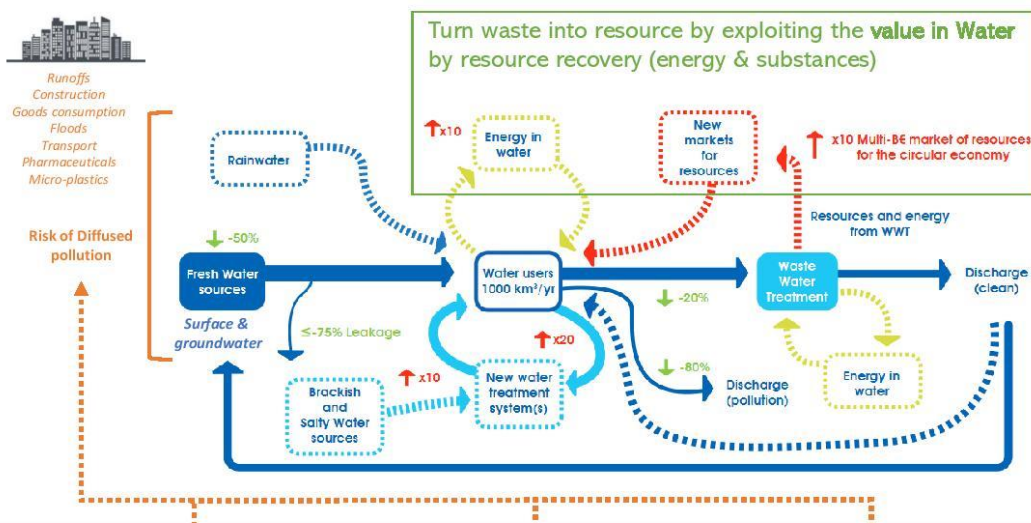 Turn waste into resource by exploiting the value in Water
by resource recovery (energy & substances)
Runoffs
Construction
Goods consumption
Floods
Transport
Pharmaceuticals
Micro-plastics
Risk of Diffused
pollution
Rainwater
x10
Energy in
water
New
markets
for
resources
x10 Multi-B€ market of resources
for the circular economy
Resources and energy
from WWT
-50%
Fresh Water
sources
Surface &
groundwater
≤-75% Leakage
Water users
1000 km³/yr
-20%
Waste
Water
Treatment
Discharge
(clean)
x20
-80%
Discharge
(pollution)
Energy in
water
Brackish
and
Salty Water
sources
x10
New water
treatment
system(s)